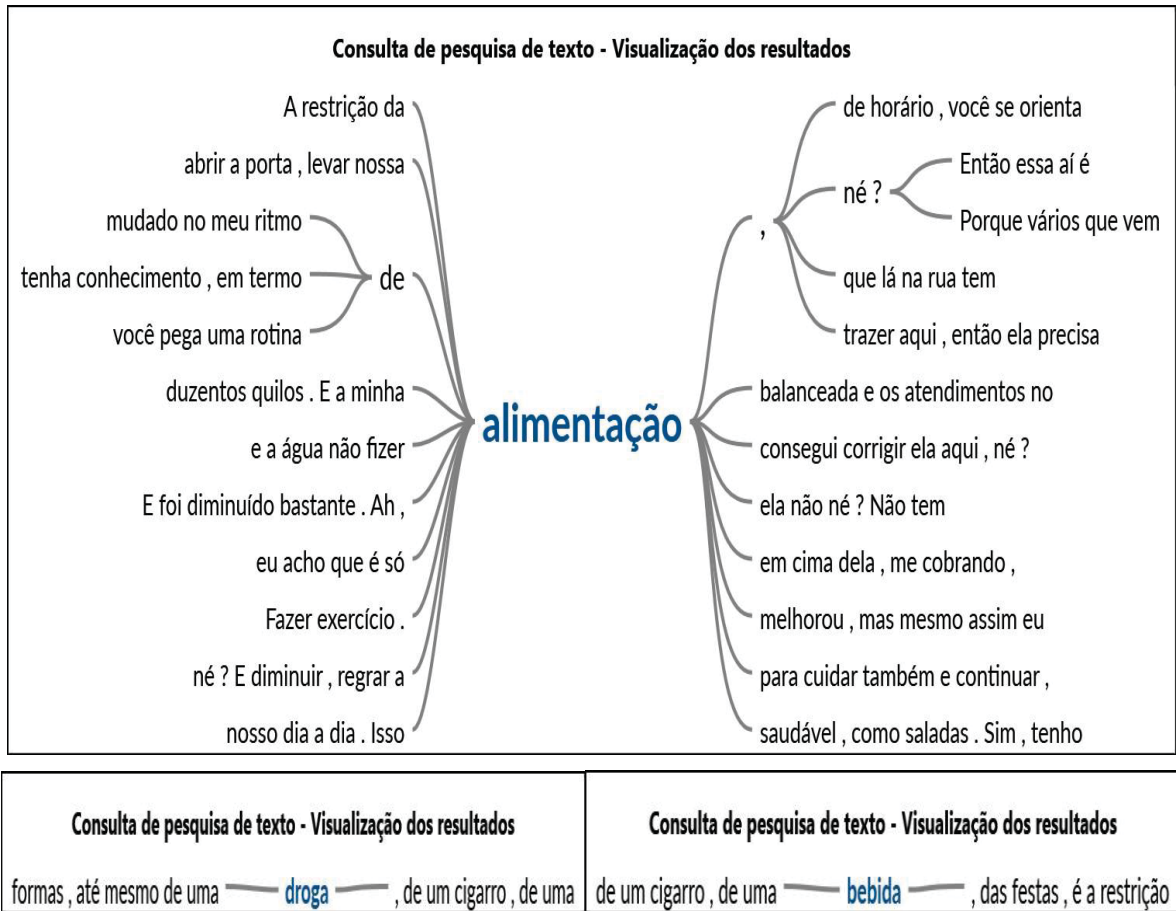 Consulta de pesquisa de texto - Visualização dos resultados
A restrição da
abrir a porta , levar nossa
mudado no meu ritmo
tenha conhecimento , em termo
você pega uma rotina
de
duzentos quilos . E a minha
e a água não fizer
E foi diminuído bastante . Ah ,
eu acho que é só
Fazer exercício .
né ? E diminuir , regrar a
nosso dia a dia . Isso
alimentação
,
de horário , você se orienta
né ?
Então essa aí é
Porque vários que vem
que lá na rua tem
trazer aqui , então ela precisa
balanceada e os atendimentos no
consegui corrigir ela aqui , né ?
ela não né ? Não tem
em cima dela , me cobrando ,
melhorou , mas mesmo assim eu
para cuidar também e continuar ,
saudável , como saladas . Sim , tenho
Consulta de pesquisa de texto - Visualização dos resultados
formas , até mesmo de uma droga , de um cigarro , de uma
Consulta de pesquisa de texto - Visualização dos resultados
de um cigarro , de uma bebida , das festas , é a restrição